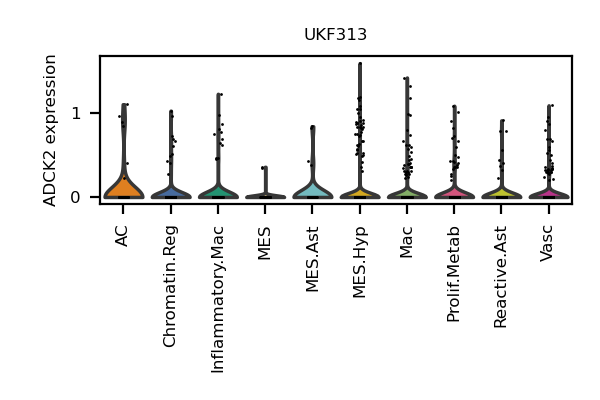 UKF313
ADCK2 expression
1
0
AC
Chromatin.Reg
Inflammatory.Mac
MES
MES.Ast
MES.Hyp
Mac
Prolif.Metab
Reactive.Ast
Vasc